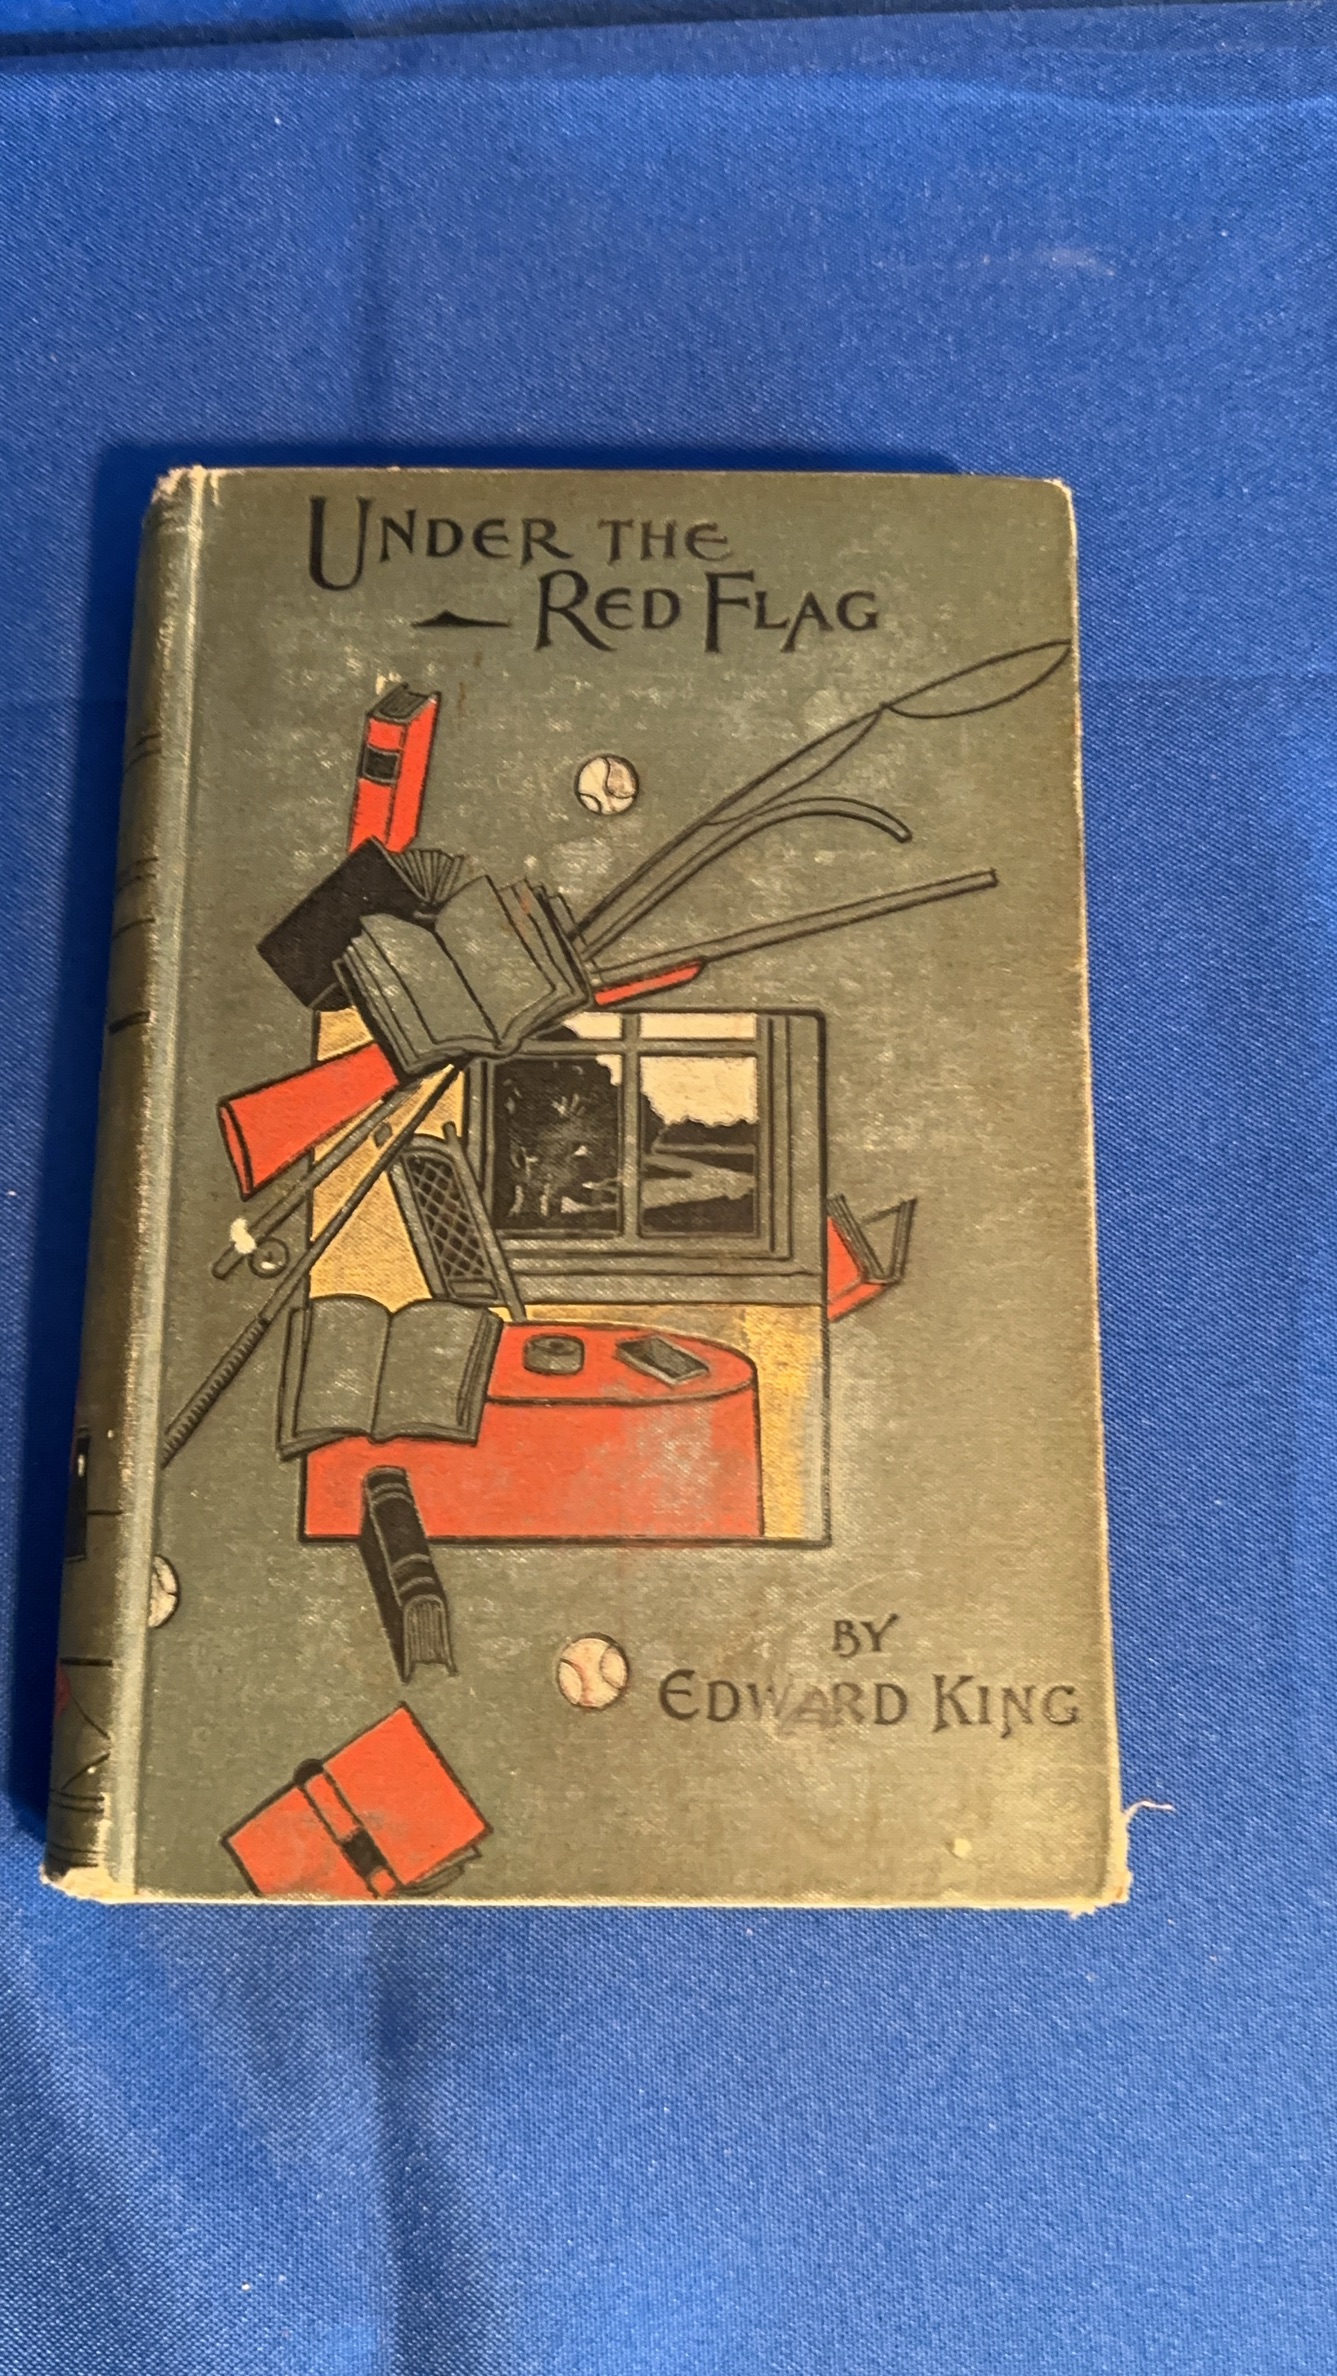 UNDER THE
RED FLAG
BY
EDWARD KING